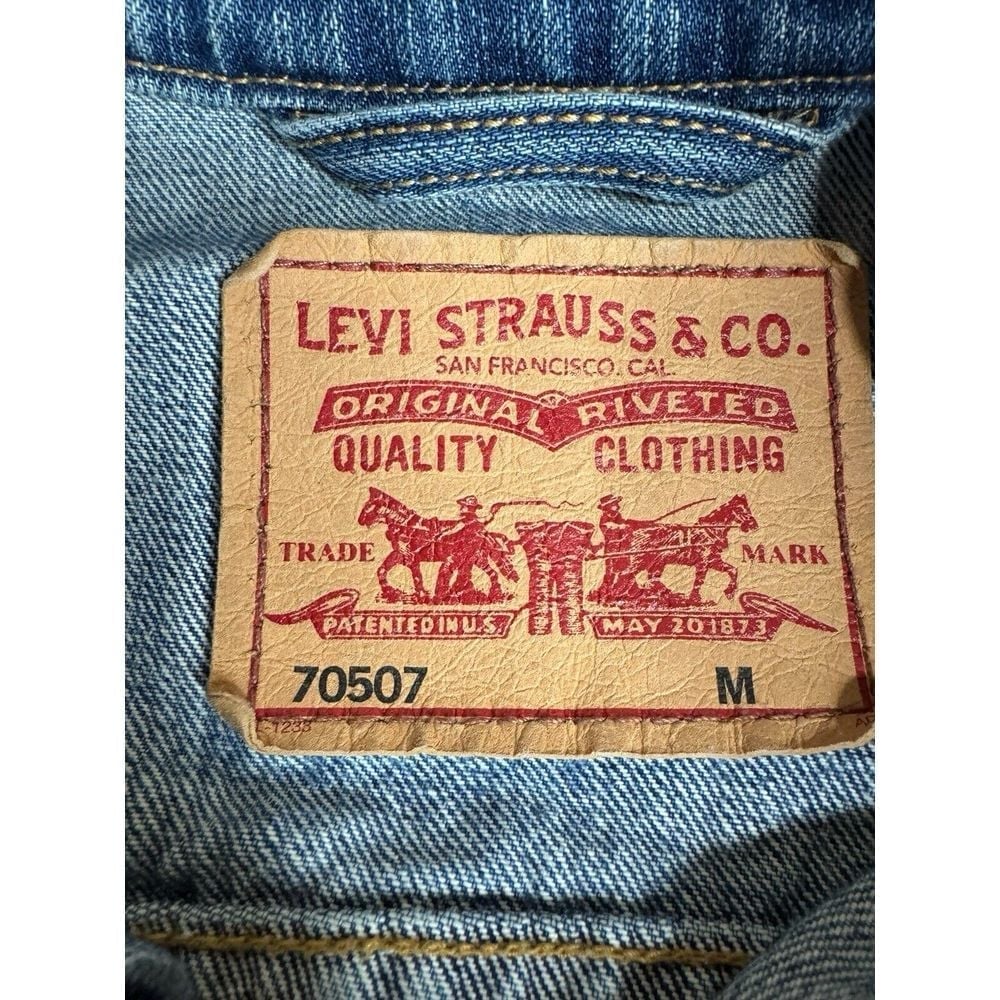 LEVI STRAUSS & CO.
SAN FRANCISCO. CAL.
ORIGINAL RIVETED
QUALITY CLOTHING
TRADE MARK
PATENTED IN U.S. MAY 20 1873
70507 M